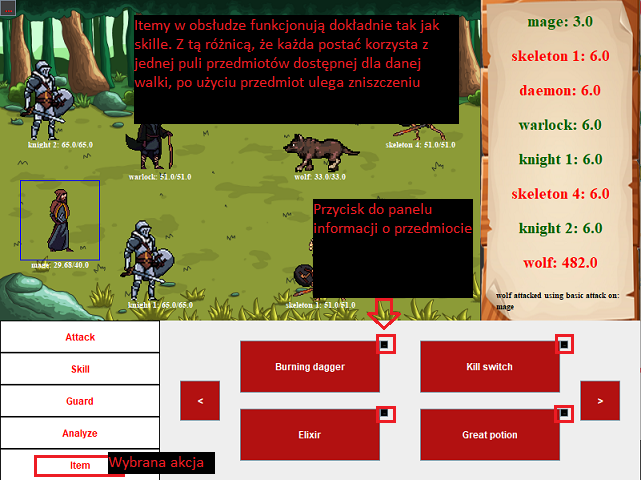 ...
Itemy w obsłudze funkcjonują dokładnie tak jak
skille. Z tą różnicą, że każda postać korzysta z
jednej puli przedmiotów dostępnej dla danej
walki, po użyciu przedmiot ulega zniszczeniu
knight 2: 65.0/65.0
warlock: 51.0/51.0
wolf: 33.0/33.0
skeleton 4: 51.0/51.0
Przycisk do panelu
informacji o przedmiocie
mage: 29.68/40.0
knight 1: 65.0/65.0
skeleton 1: 51.0/51.0
mage: 3.0
skeleton 1: 6.0
daemon: 6.0
warlock: 6.0
knight 1: 6.0
skeleton 4: 6.0
knight 2: 6.0
wolf: 482.0
wolf attacked using basic attack on:
mage
Attack
Skill
Guard
Analyze
Item
Wybrana akcja
<
Burning dagger
Kill switch
Elixir
Great potion
>